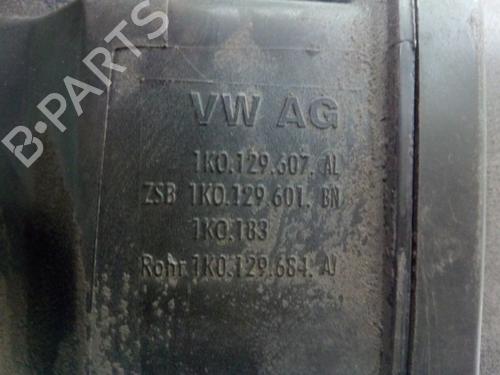 B-PARTS
VW AG
1K0.129.607. AL
ZSB 1K0.129.601. BN
1K0.183
Rohr 1K0.129.684. AJ